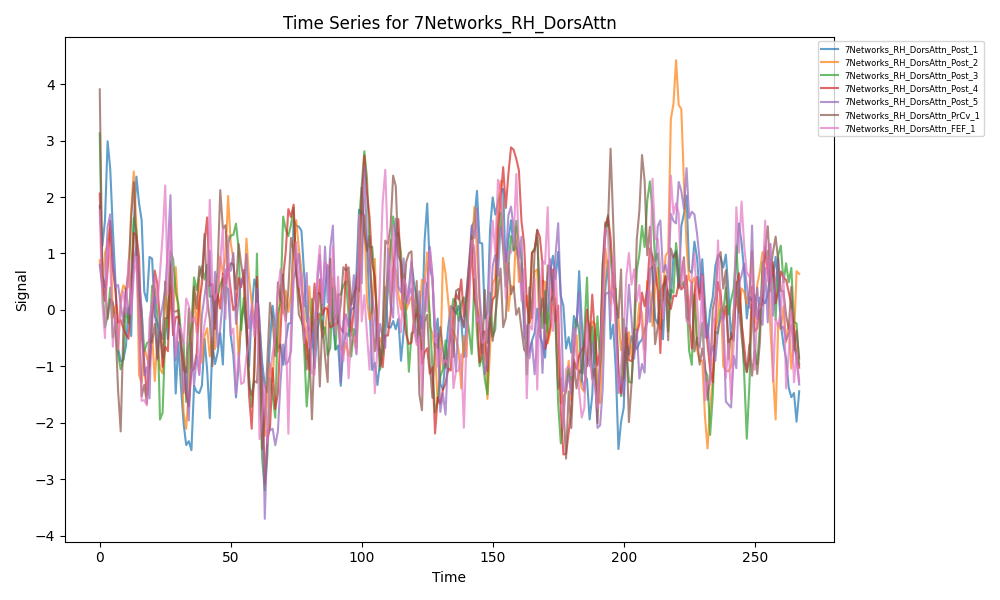 Time Series for 7Networks_RH_DorsAttn
7Networks_RH_DorsAttn_Post_1
7Networks_RH_DorsAttn_Post_2
7Networks_RH_DorsAttn_Post_3
7Networks_RH_DorsAttn_Post_4
7Networks_RH_DorsAttn_Post_5
7Networks_RH_DorsAttn_PrCv_1
7Networks_RH_DorsAttn_FEF_1
4
3
2
1
0
−1
−2
−3
−4
Signal
0 50 100 150 200 250
Time